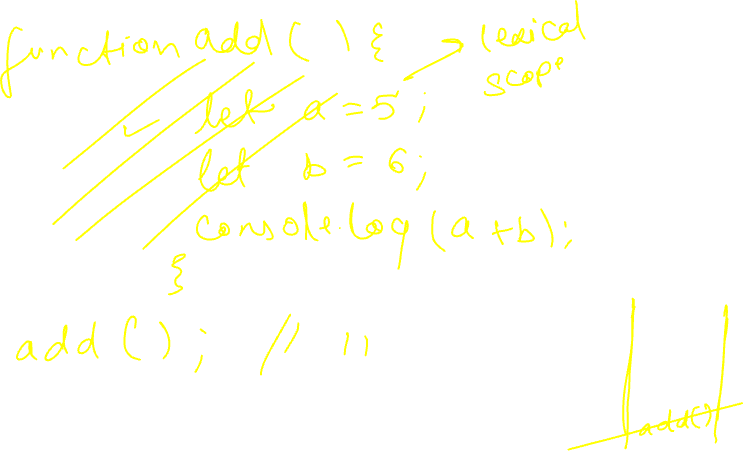 function add ( ) {
lexical
scope
let a = 5 ;
let b = 6 ;
console.log (a + b) ;
}
add ( ) ; // 11
add()